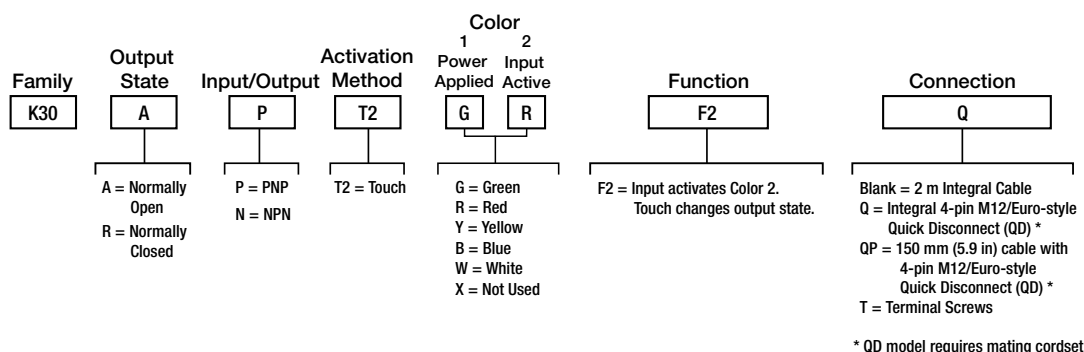 Color
Family
Output State
Input/Output
Activation Method
1 Power Applied
2 Input Active
Function
Connection
K30
A
P
T2
G
R
F2
Q
A = Normally
Open
R = Normally
Closed
P = PNP
N = NPN
T2 = Touch
G = Green
R = Red
Y = Yellow
B = Blue
W = White
X = Not Used
F2 = Input activates Color 2.
Touch changes output state.
Blank = 2 m Integral Cable
Q = Integral 4-pin M12/Euro-style
Quick Disconnect (QD) *
QP = 150 mm (5.9 in) cable with
4-pin M12/Euro-style
Quick Disconnect (QD) *
T = Terminal Screws
* QD model requires mating cordset